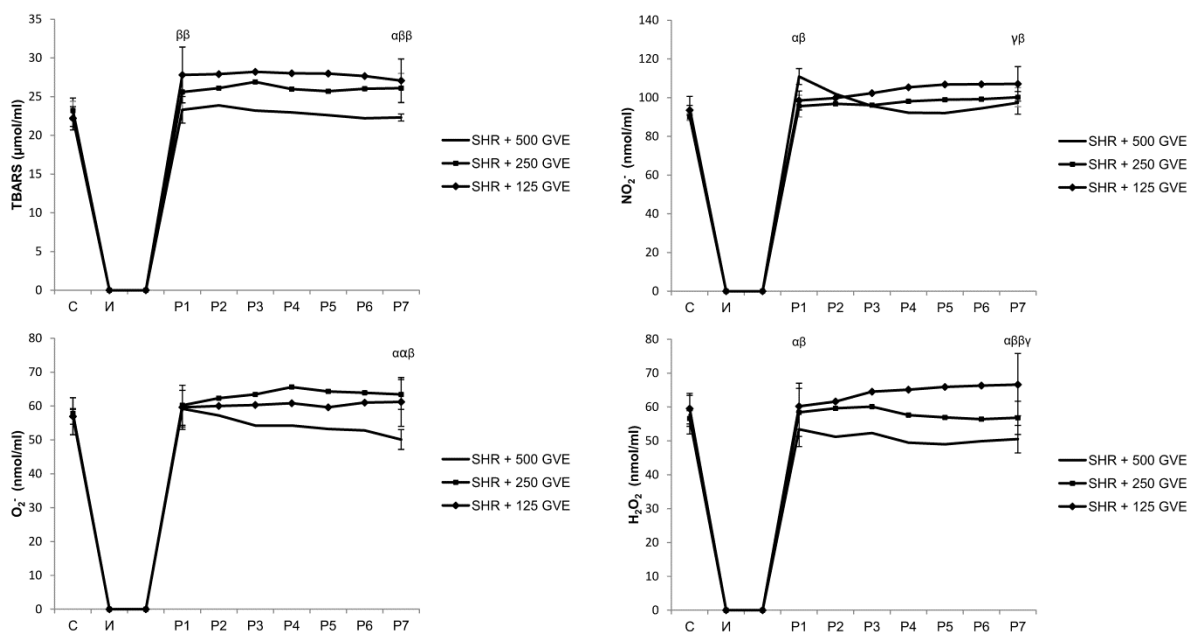 TBARS (μmol/ml)
35
30
25
20
15
10
5
0
ββ
αββ
C
И
P1
P2
P3
P4
P5
P6
P7
SHR + 500 GVE
SHR + 250 GVE
SHR + 125 GVE
NO₂⁻ (nmol/ml)
140
120
100
80
60
40
20
0
αβ
γβ
C
И
P1
P2
P3
P4
P5
P6
P7
SHR + 500 GVE
SHR + 250 GVE
SHR + 125 GVE
O₂⁻ (nmol/ml)
80
70
60
50
40
30
20
10
0
ααβ
C
И
P1
P2
P3
P4
P5
P6
P7
SHR + 500 GVE
SHR + 250 GVE
SHR + 125 GVE
H₂O₂ (nmol/ml)
80
70
60
50
40
30
20
10
0
αβ
αββγ
C
И
P1
P2
P3
P4
P5
P6
P7
SHR + 500 GVE
SHR + 250 GVE
SHR + 125 GVE